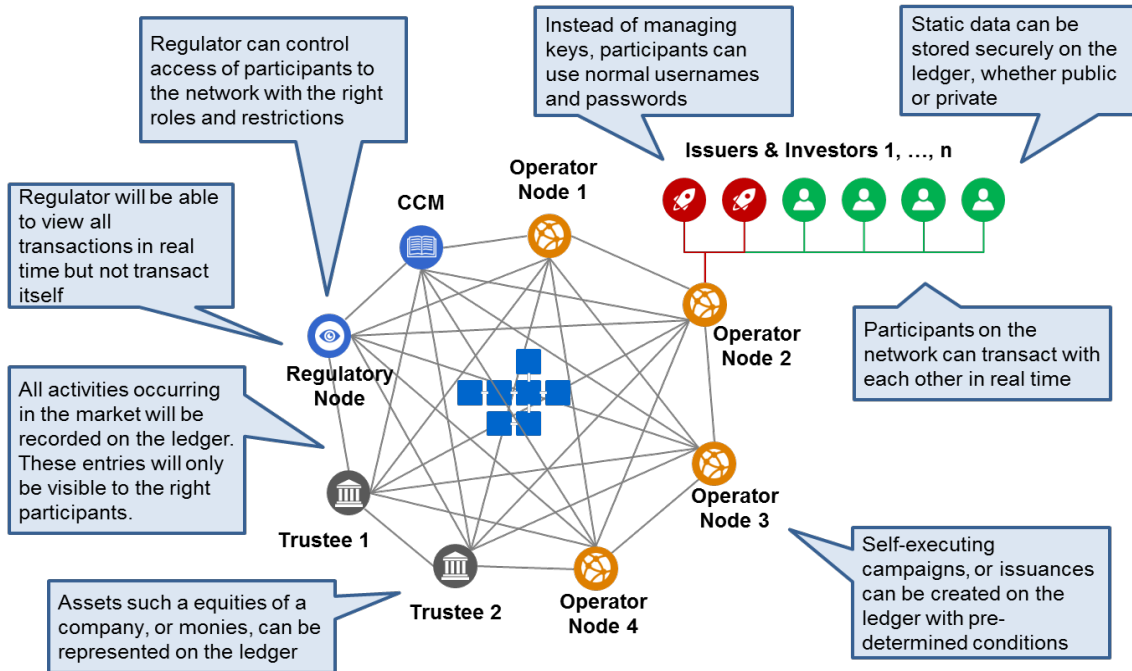 Regulator can control
access of participants to
the network with the right
roles and restrictions
Instead of managing
keys, participants can
use normal usernames
and passwords
Static data can be
stored securely on the
ledger, whether public
or private
Issuers & Investors 1, …, n
Operator
Node 1
CCM
Regulator will be able
to view all
transactions in real
time but not transact
itself
Operator
Node 2
Participants on the
network can transact with
each other in real time
Regulatory
Node
All activities occurring
in the market will be
recorded on the ledger.
These entries will only
be visible to the right
participants.
Operator
Node 3
Trustee 1
Self-executing
campaigns, or issuances
can be created on the
ledger with pre-
determined conditions
Trustee 2
Operator
Node 4
Assets such a equities of a
company, or monies, can be
represented on the ledger